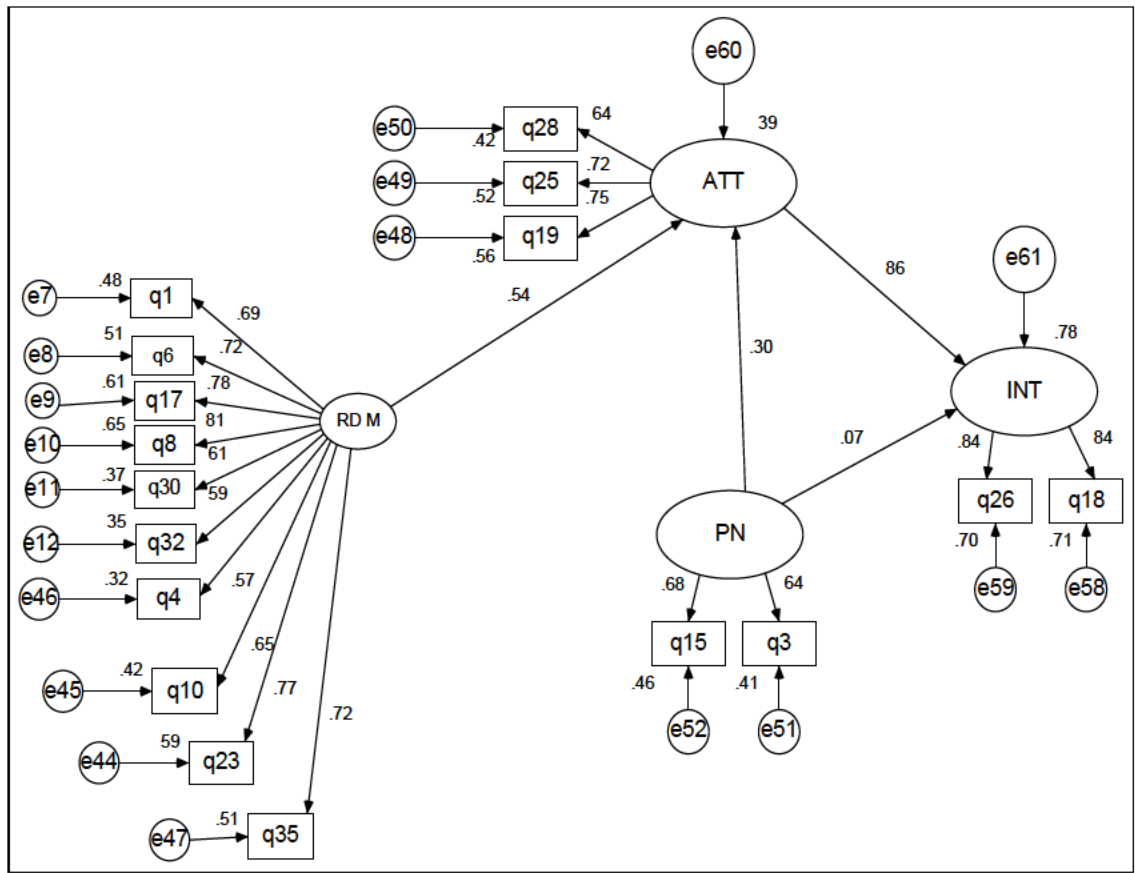 e60
39
ATT
e50
.42
q28
64
e49
.52
q25
.72
e48
.56
q19
.75
e61
.78
INT
86
.54
.30
.07
e7
.48
q1
.69
e8
51
q6
.72
e9
.61
q17
.78
e10
.65
q8
81
e11
.37
q30
61
e12
35
q32
59
e46
.32
q4
.57
e45
.42
q10
.65
e44
59
q23
.77
e47
.51
q35
.72
RD M
PN
.68
64
q15
q3
.46
.41
e52
e51
.84
84
q26
q18
.70
.71
e59
e58